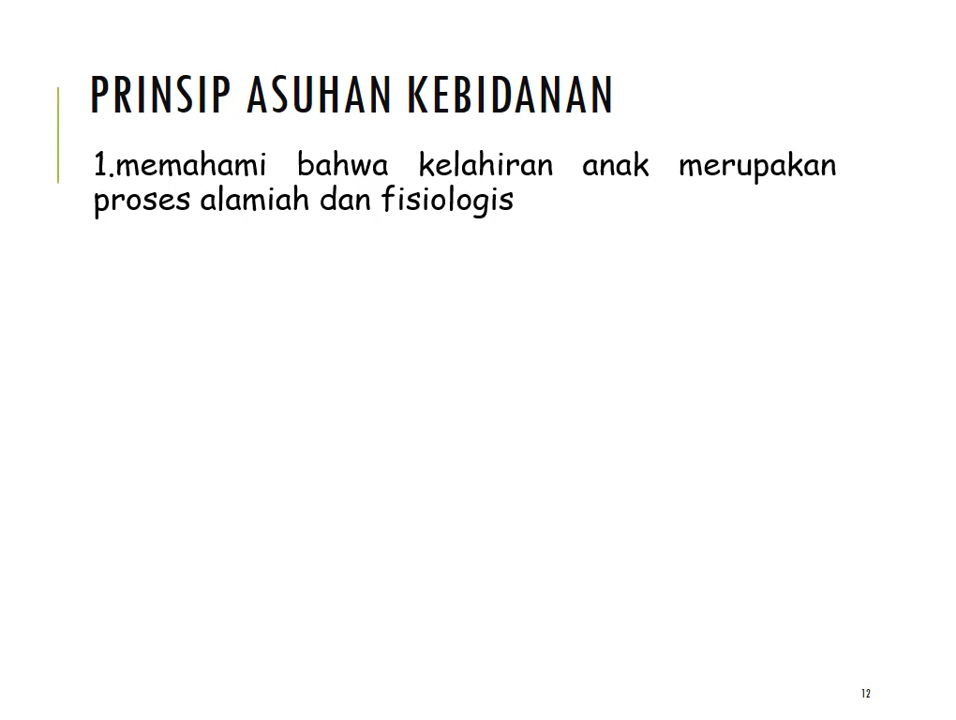 PRINSIP ASUHAN KEBIDANAN
1.memahami bahwa kelahiran anak merupakan
proses alamiah dan fisiologis
12